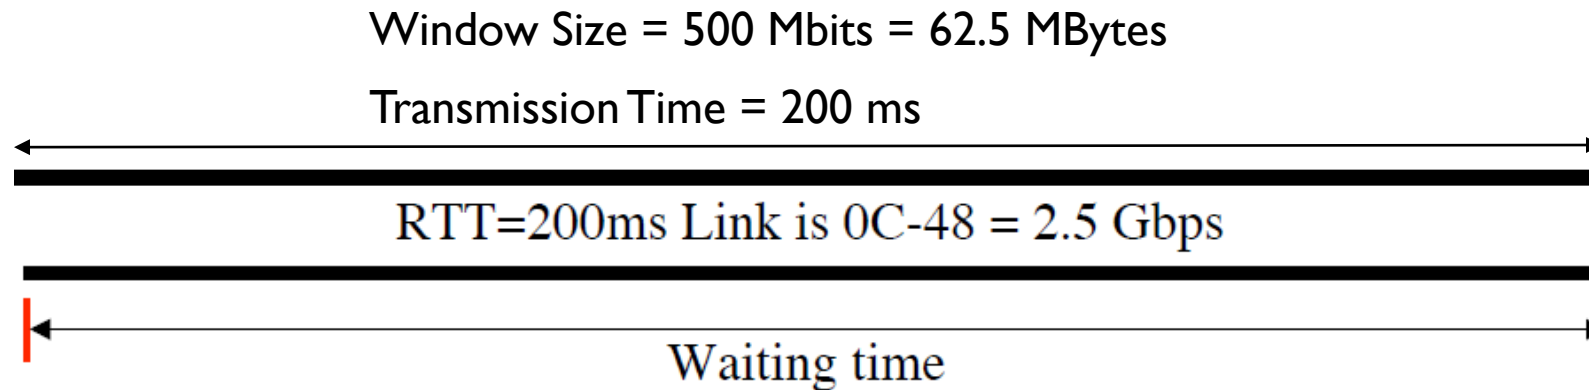 Window Size = 500 Mbits = 62.5 MBytes
Transmission Time = 200 ms
RTT=200ms Link is 0C-48 = 2.5 Gbps
Waiting time